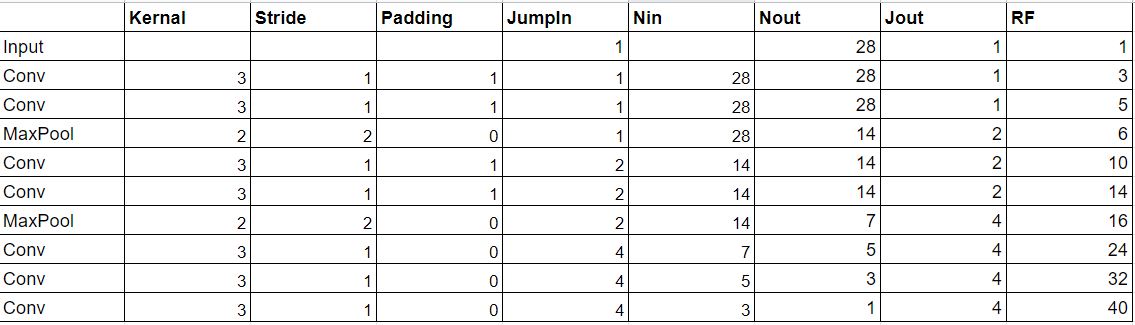 Kernal Stride Padding JumpIn Nin Nout Jout RF
Input 1 28 1 1
Conv 3 1 1 1 28 28 1 3
Conv 3 1 1 1 28 28 1 5
MaxPool 2 2 0 1 28 14 2 6
Conv 3 1 1 2 14 14 2 10
Conv 3 1 1 2 14 14 2 14
MaxPool 2 2 0 2 14 7 4 16
Conv 3 1 0 4 7 5 4 24
Conv 3 1 0 4 5 3 4 32
Conv 3 1 0 4 3 1 4 40